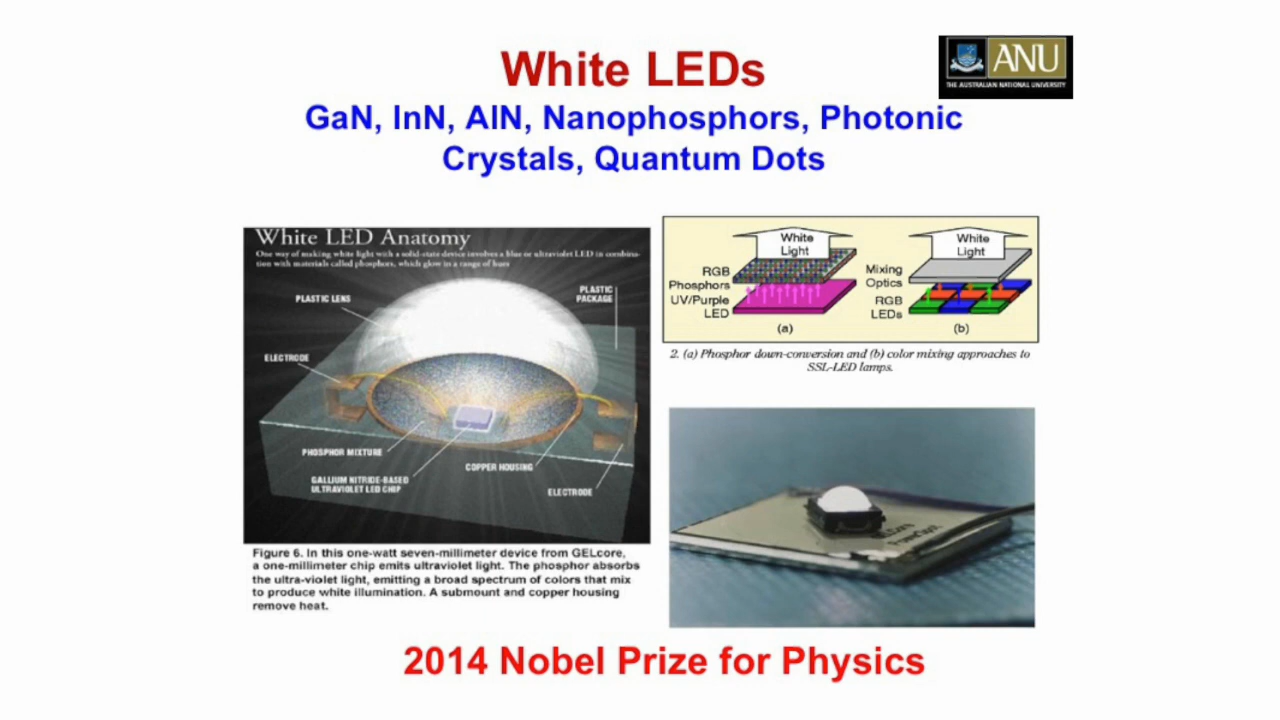 White LEDs
ANU
THE AUSTRALIAN NATIONAL UNIVERSITY
GaN, InN, AlN, Nanophosphors, Photonic
Crystals, Quantum Dots
White LED Anatomy
One way of making white light with a solid-state device involves a blue or ultraviolet LED in combina-
tion with materials called phosphors, which glow in a range of hues
PLASTIC LENS
PLASTIC
PACKAGE
ELECTRODE
PHOSPHOR MIXTURE
COPPER HOUSING
GALLIUM NITRIDE-BASED
ULTRAVIOLET LED CHIP
ELECTRODE
Figure 6. In this one-watt seven-millimeter device from GELcore,
a one-millimeter chip emits ultraviolet light. The phosphor absorbs
the ultra-violet light, emitting a broad spectrum of colors that mix
to produce white illumination. A submount and copper housing
remove heat.
White
Light
RGB
Phosphors
UV/Purple
LED
(a)
White
Light
Mixing
Optics
RGB
LEDs
(b)
2. (a) Phosphor down-conversion and (b) color mixing approaches to
SSL-LED lamps.
2014 Nobel Prize for Physics